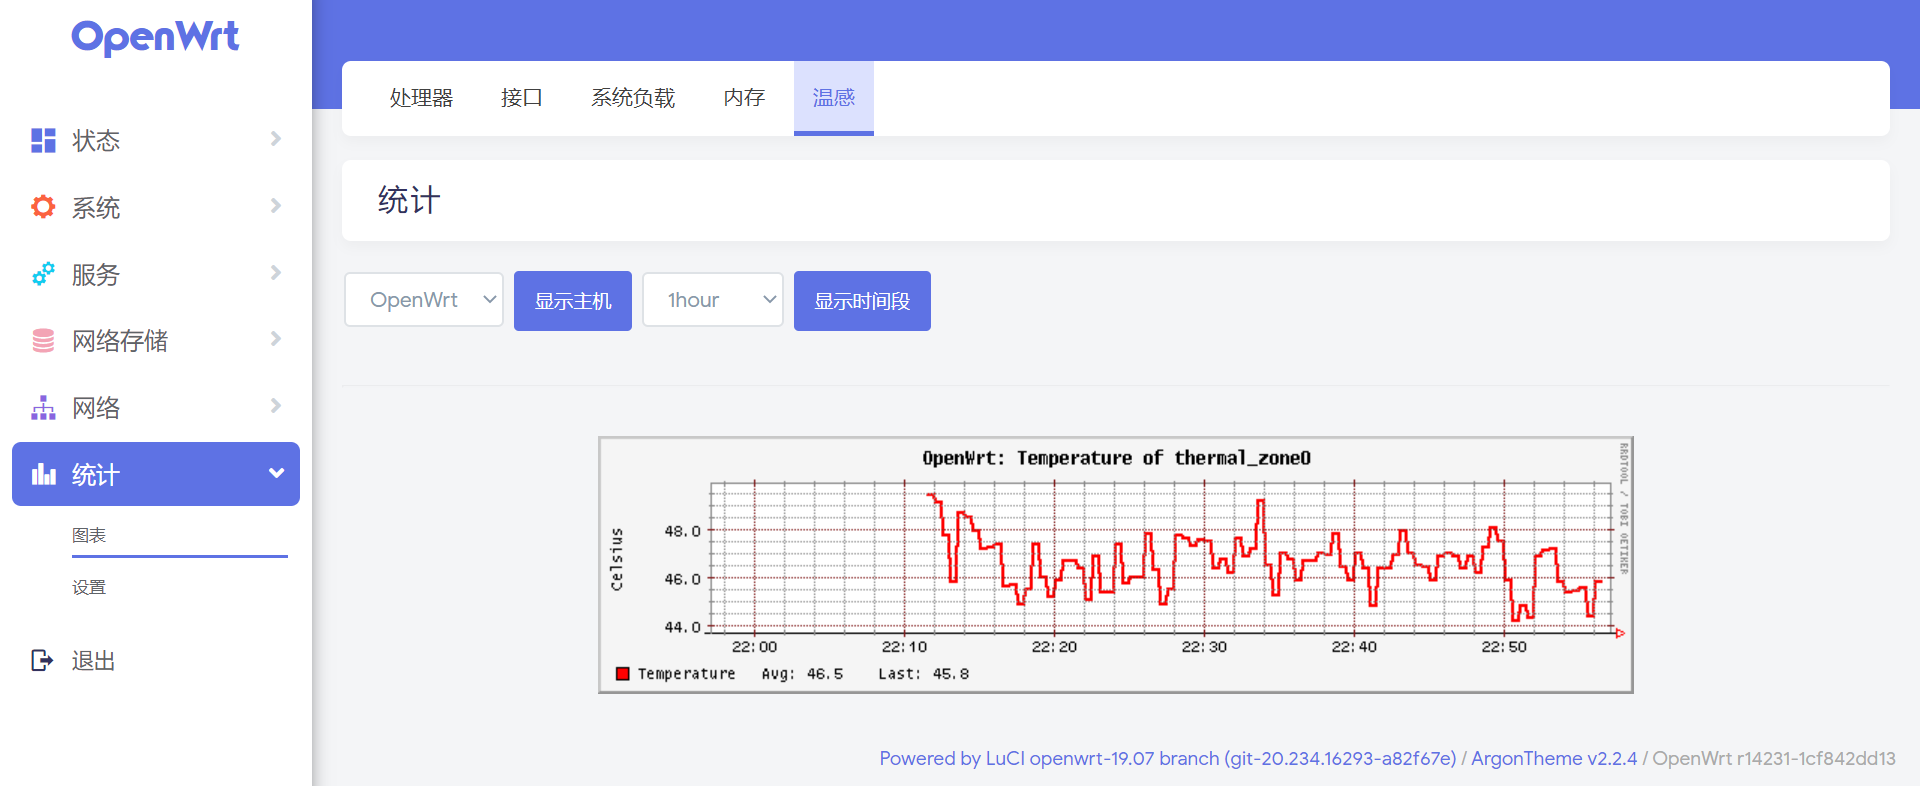 OpenWrt
状态
系统
服务
网络存储
网络
统计
图表
设置
退出
处理器 接口 系统负载 内存 温感
统计
OpenWrt 显示主机 1hour 显示时间段
OpenWrt: Temperature of thermal_zone0
RRDTOOL / TOBI OETIKER
Celsius
48.0
46.0
44.0
22:00 22:10 22:20 22:30 22:40 22:50
Temperature Avg: 46.5 Last: 45.8
Powered by LuCI openwrt-19.07 branch (git-20.234.16293-a82f67e) / ArgonTheme v2.2.4 / OpenWrt r14231-1cf842dd13